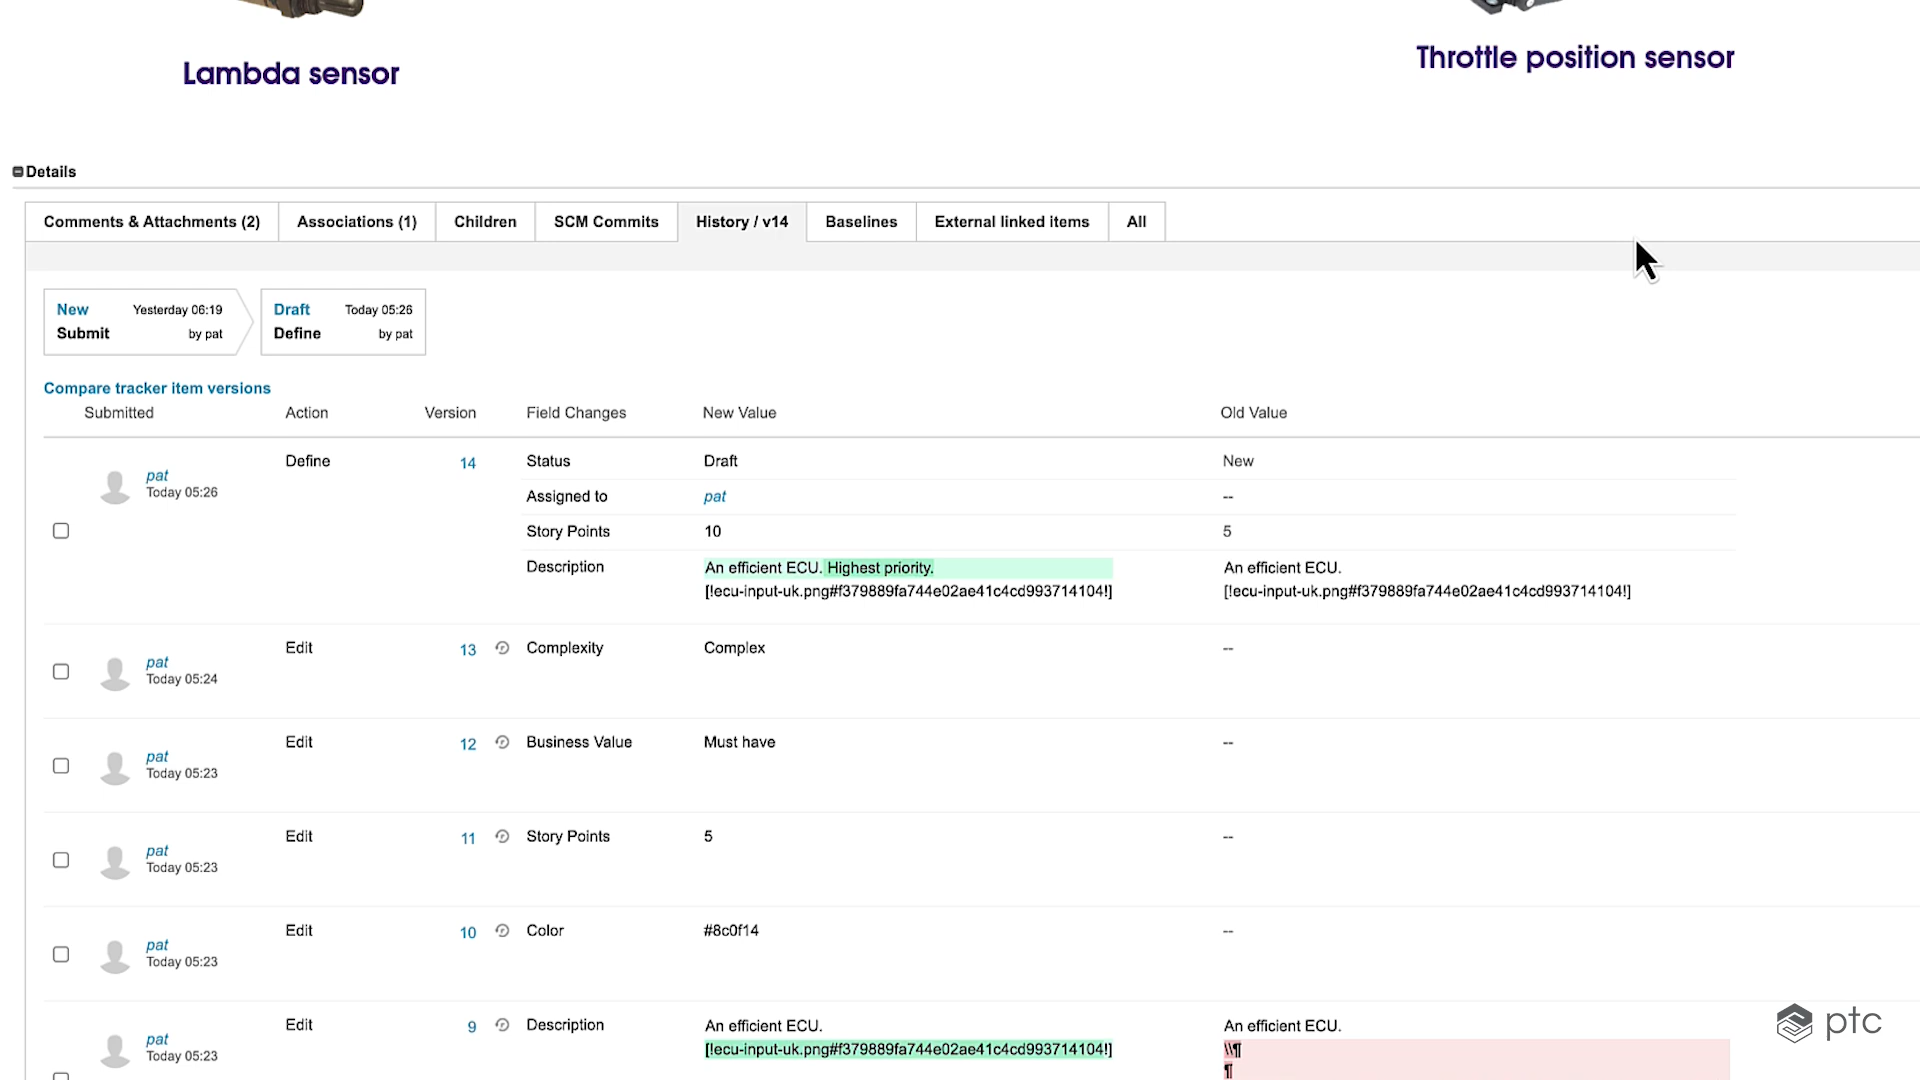 Lambda sensor
Throttle position sensor
Details
Comments & Attachments (2) Associations (1) Children SCM Commits History / v14 Baselines External linked items All
New Yesterday 06:19 Draft Today 05:26
Submit by pat Define by pat
Compare tracker item versions
Submitted Action Version Field Changes New Value Old Value
Define 14 Status Draft New
pat
Today 05:26
Assigned to pat --
Story Points 10 5
Description An efficient ECU. Highest priority. An efficient ECU.
[!ecu-input-uk.png#f379889fa744e02ae41c4cd993714104!] [!ecu-input-uk.png#f379889fa744e02ae41c4cd993714104!]
Edit 13 Complexity Complex --
pat
Today 05:24
Edit 12 Business Value Must have --
pat
Today 05:23
Edit 11 Story Points 5 --
pat
Today 05:23
Edit 10 Color #8c0f14 --
pat
Today 05:23
Edit 9 Description An efficient ECU. An efficient ECU.
pat
Today 05:23
[!ecu-input-uk.png#f379889fa744e02ae41c4cd993714104!] \\¶
¶
ptc